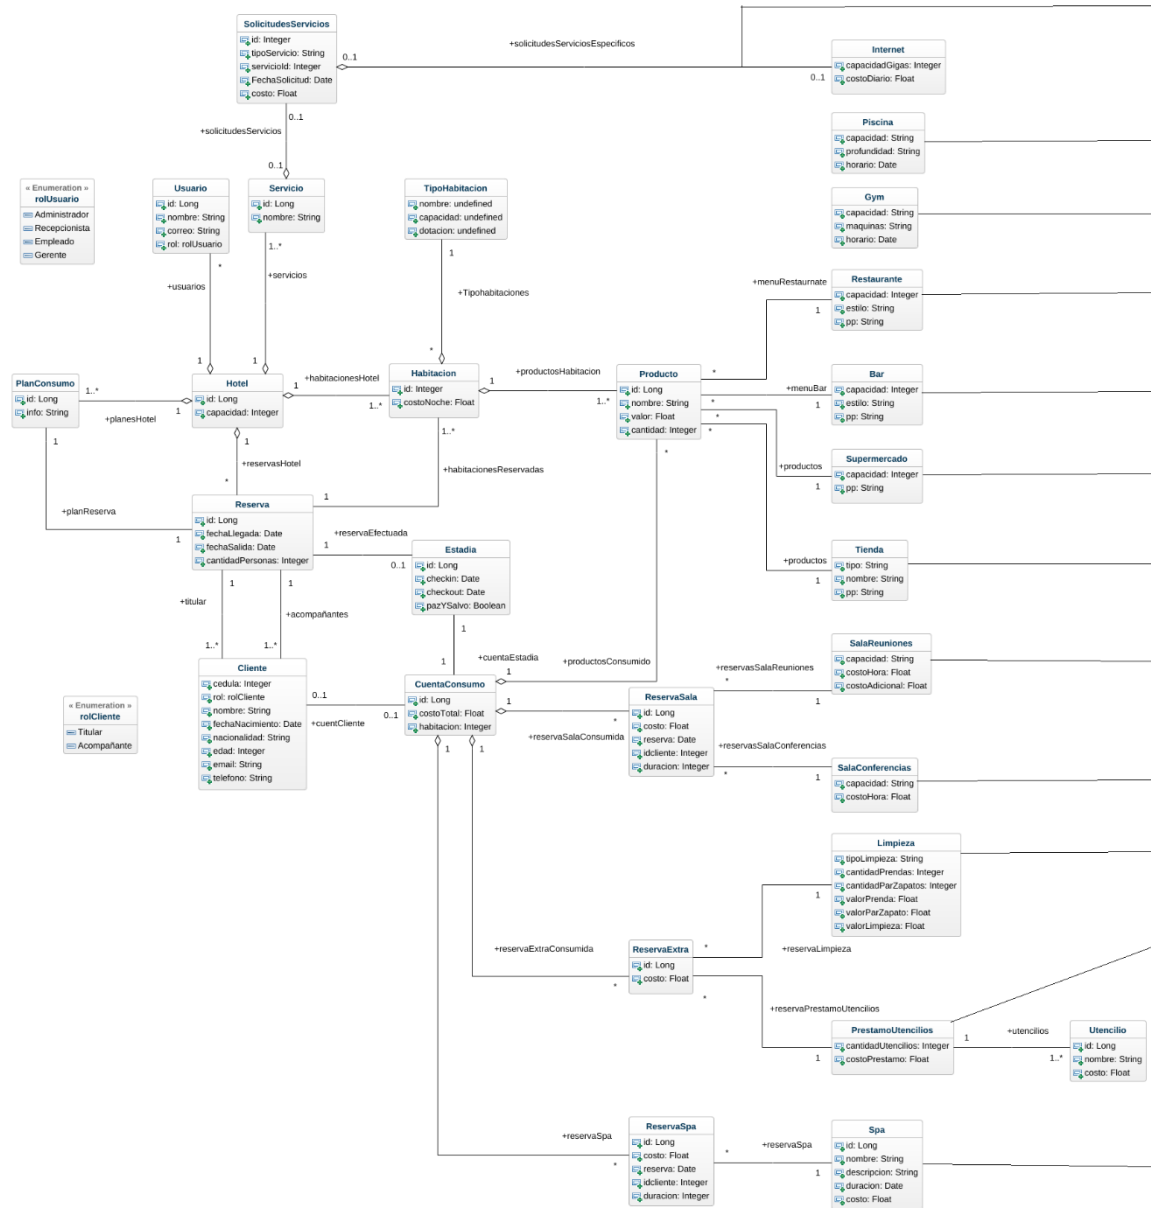 SolicitudesServicios
id: Integer
tipoServicio: String
servicioId: Integer
FechaSolicitud: Date
costo: Float
0..1
+solicitudesServiciosEspecificos
0..1
Internet
capacidadGigas: Integer
costoDiario: Float
0..1
+solicitudesServicios
0..1
Piscina
capacidad: String
profundidad: String
horario: Date
« Enumeration »
rolUsuario
Administrador
Recepcionista
Empleado
Gerente
Usuario
id: Long
nombre: String
correo: String
rol: rolUsuario
*
+usuarios
1
Servicio
id: Long
nombre: String
1..*
+servicios
1
TipoHabitacion
nombre: undefined
capacidad: undefined
dotacion: undefined
1
+Tipohabitaciones
*
Gym
capacidad: String
maquinas: String
horario: Date
+menuRestaurnate
*
1
Restaurante
capacidad: Integer
estilo: String
pp: String
PlanConsumo
id: Long
info: String
1..*
+planesHotel
1
Hotel
id: Long
capacidad: Integer
1
+habitacionesHotel
1..*
Habitacion
id: Integer
costoNoche: Float
1
+productosHabitacion
1..*
Producto
id: Long
nombre: String
valor: Float
cantidad: Integer
*
+menuBar
1
Bar
capacidad: Integer
estilo: String
pp: String
*
+productos
1
Supermercado
capacidad: Integer
pp: String
*
+productos
1
Tienda
tipo: String
nombre: String
pp: String
1
+planReserva
1
1
+reservasHotel
*
1..*
+habitacionesReservadas
1
Reserva
id: Long
fechaLlegada: Date
fechaSalida: Date
cantidadPersonas: Integer
+reservaEfectuada
1
0..1
Estadia
id: Long
checkin: Date
checkout: Date
pazYSalvo: Boolean
1
+titular
1..*
1
+acompañantes
1..*
1
+cuentaEstadia
1
*
+productosConsumido
1
Cliente
cedula: Integer
rol: rolCliente
nombre: String
fechaNacimiento: Date
nacionalidad: String
edad: Integer
email: String
telefono: String
« Enumeration »
rolCliente
Titular
Acompañante
0..1
+cuentCliente
0..1
CuentaConsumo
id: Long
costoTotal: Float
habitacion: Integer
1
+reservaSalaConsumida
*
ReservaSala
id: Long
costo: Float
reserva: Date
idcliente: Integer
duracion: Integer
+reservasSalaReuniones
*
1
SalaReuniones
capacidad: String
costoHora: Float
costoAdicional: Float
+reservasSalaConferencias
*
1
SalaConferencias
capacidad: String
costoHora: Float
1
1
+reservaExtraConsumida
*
ReservaExtra
id: Long
costo: Float
*
+reservaLimpieza
1
Limpieza
tipoLimpieza: String
cantidadPrendas: Integer
cantidadParZapatos: Integer
valorPrenda: Float
valorParZapato: Float
valorLimpieza: Float
*
+reservaPrestamoUtencilios
1
PrestamoUtencilios
cantidadUtencilios: Integer
costoPrestamo: Float
1
+utencilios
1..*
Utencilio
id: Long
nombre: String
costo: Float
+reservaSpa
*
ReservaSpa
id: Long
costo: Float
reserva: Date
idcliente: Integer
duracion: Integer
*
+reservaSpa
1
Spa
id: Long
nombre: String
descripcion: String
duracion: Date
costo: Float